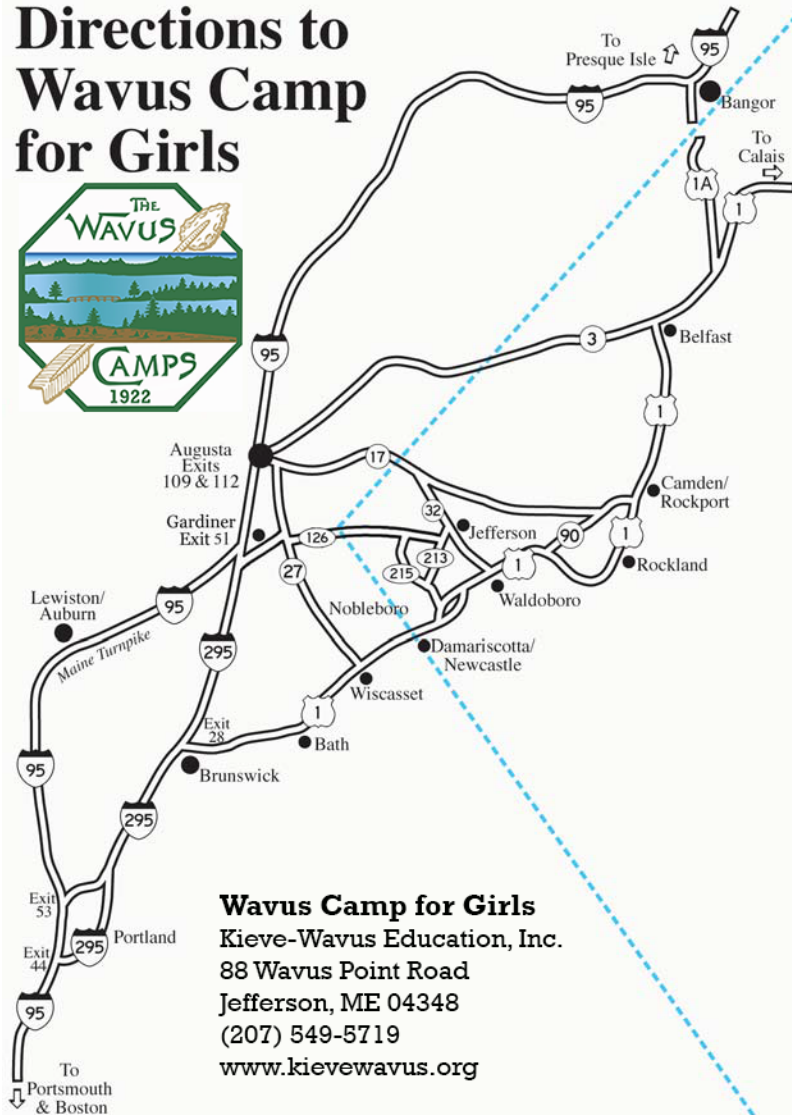 Directions to
Wavus Camp
for Girls
THE
WAVUS
CAMPS
1922
To
Presque Isle
95
95
Bangor
To
Calais
1A
1
3
Belfast
95
1
Augusta
Exits
109 & 112
17
Camden/
Rockport
32
Gardiner
Exit 51
126
Jefferson
90
1
213
1
Rockland
27
215
Waldoboro
Lewiston/
Auburn
95
Nobleboro
Maine Turnpike
295
Damariscotta/
Newcastle
Wiscasset
Exit
28
1
Bath
95
Brunswick
295
Exit
53
Portland
295
Exit
44
95
To
Portsmouth
& Boston
Wavus Camp for Girls
Kieve-Wavus Education, Inc.
88 Wavus Point Road
Jefferson, ME 04348
(207) 549-5719
www.kievewavus.org